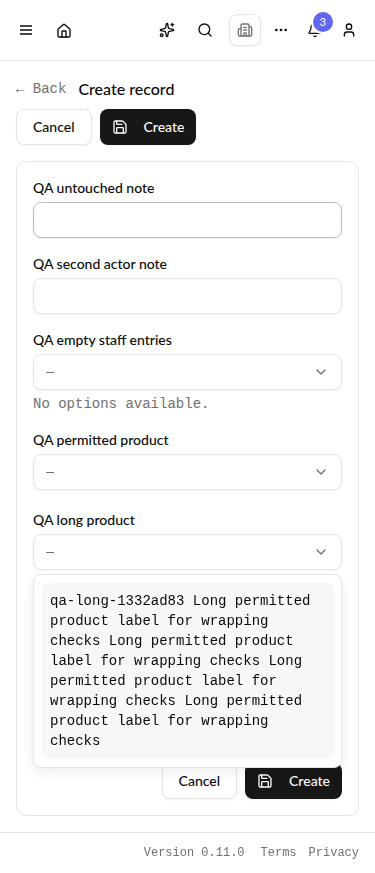 3
← Back Create record
Cancel Create
QA untouched note
QA second actor note
QA empty staff entries
—
No options available.
QA permitted product
—
QA long product
—
qa-long-1332ad83 Long permitted
product label for wrapping
checks Long permitted product
label for wrapping checks Long
permitted product label for
wrapping checks Long permitted
product label for wrapping
checks
Cancel Create
Version 0.11.0 Terms Privacy